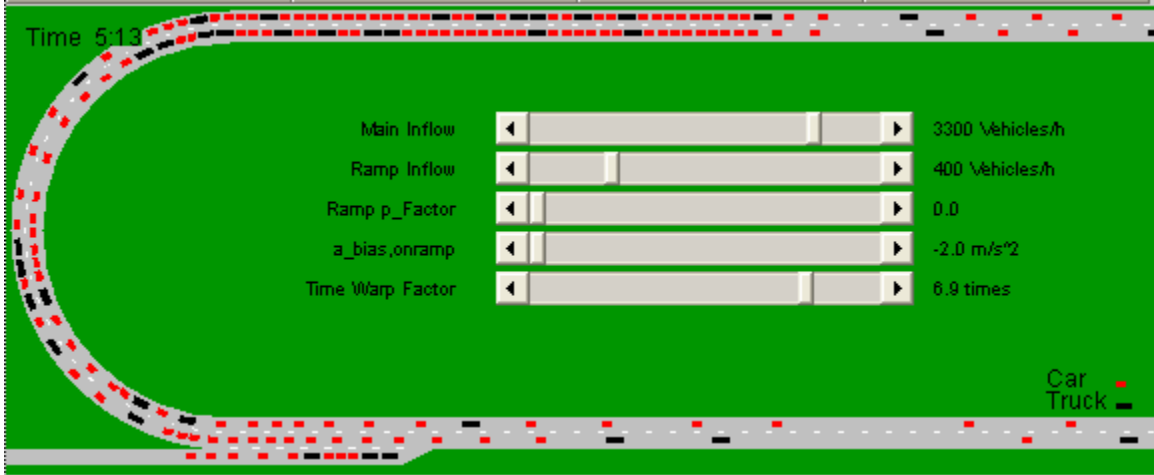 Time 5:13
Main Inflow 3300 Vehicles/h
Ramp Inflow 400 Vehicles/h
Ramp p_Factor 0.0
a_bias,onramp -2.0 m/s^2
Time Warp Factor 6.9 times
Car
Truck